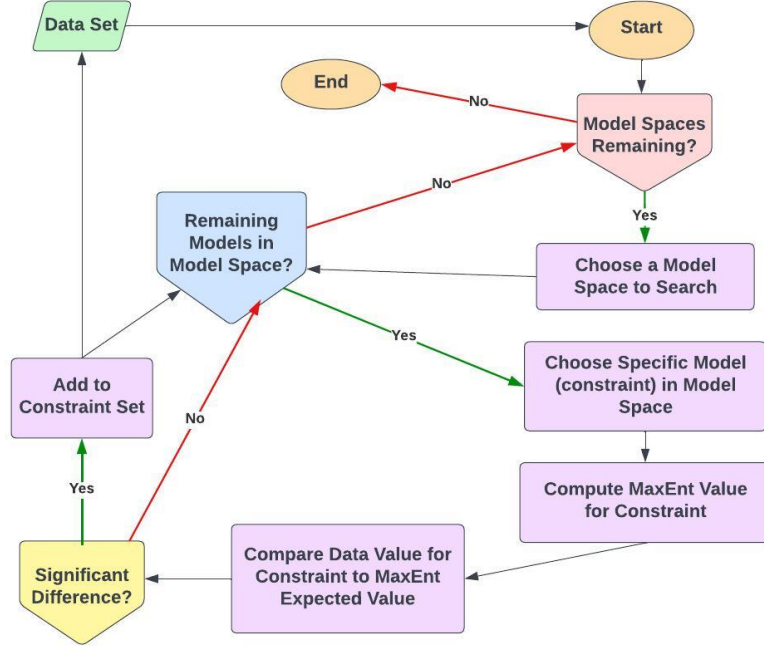 Data Set
Start
End
No
Model Spaces
Remaining?
No
Yes
Remaining
Models in
Model Space?
Choose a Model
Space to Search
Yes
Choose Specific Model
(constraint) in Model
Space
Add to
Constraint Set
No
Yes
Compute MaxEnt Value
for Constraint
Compare Data Value for
Constraint to MaxEnt
Expected Value
Significant
Difference?